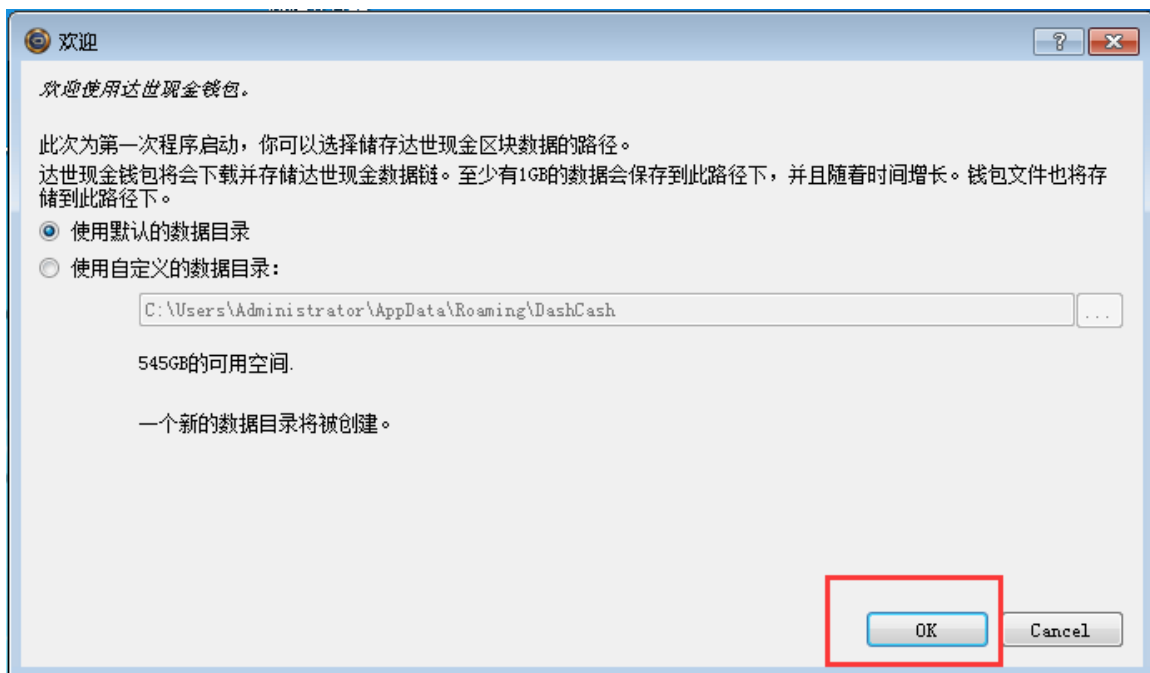 欢迎
欢迎使用达世现金钱包。
此次为第一次程序启动，你可以选择储存达世现金区块数据的路径。
达世现金钱包将会下载并存储达世现金数据链。至少有1GB的数据会保存到此路径下，并且随着时间增长。钱包文件也将存
储到此路径下。
使用默认的数据目录
使用自定义的数据目录：
C:\Users\Administrator\AppData\Roaming\DashCash
...
545GB的可用空间.
一个新的数据目录将被创建。
OK
Cancel